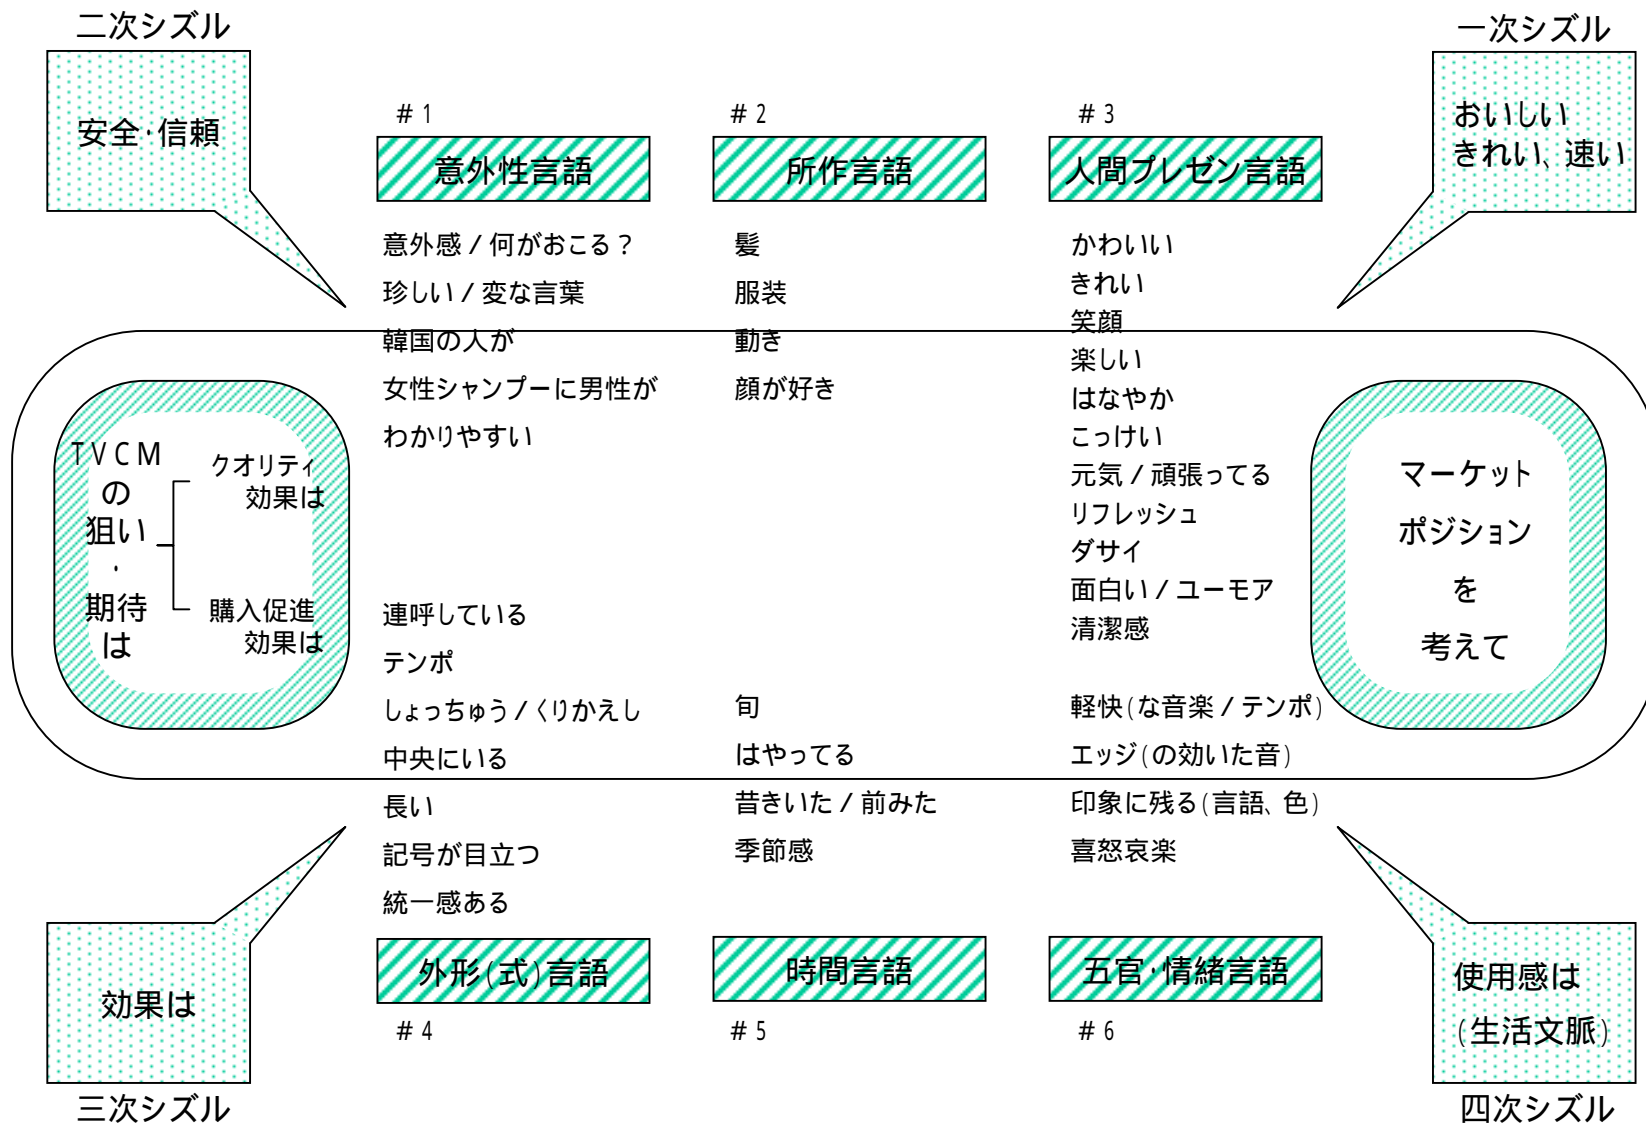 二次シズル
安全・信頼
一次シズル
おいしい
きれい、速い
#1
意外性言語
意外感/何がおこる?
珍しい/変な言葉
韓国の人が
女性シャンプーに男性が
わかりやすい
#2
所作言語
髪
服装
動き
顔が好き
#3
人間プレゼン言語
かわいい
きれい
笑顔
楽しい
はなやか
こっけい
元気/頑張ってる
リフレッシュ
ダサイ
面白い/ユーモア
清潔感
TVCM
の
狙い
・
期待
は
クオリティ
効果は
購入促進
効果は
マーケット
ポジション
を
考えて
連呼している
テンポ
しょっちゅう/くりかえし
中央にいる
長い
記号が目立つ
統一感ある
外形(式)言語
#4
旬
はやってる
昔きいた/前みた
季節感
時間言語
#5
軽快(な音楽/テンポ)
エッジ(の効いた音)
印象に残る(言語、色)
喜怒哀楽
五官・情緒言語
#6
効果は
三次シズル
使用感は
(生活文脈)
四次シズル